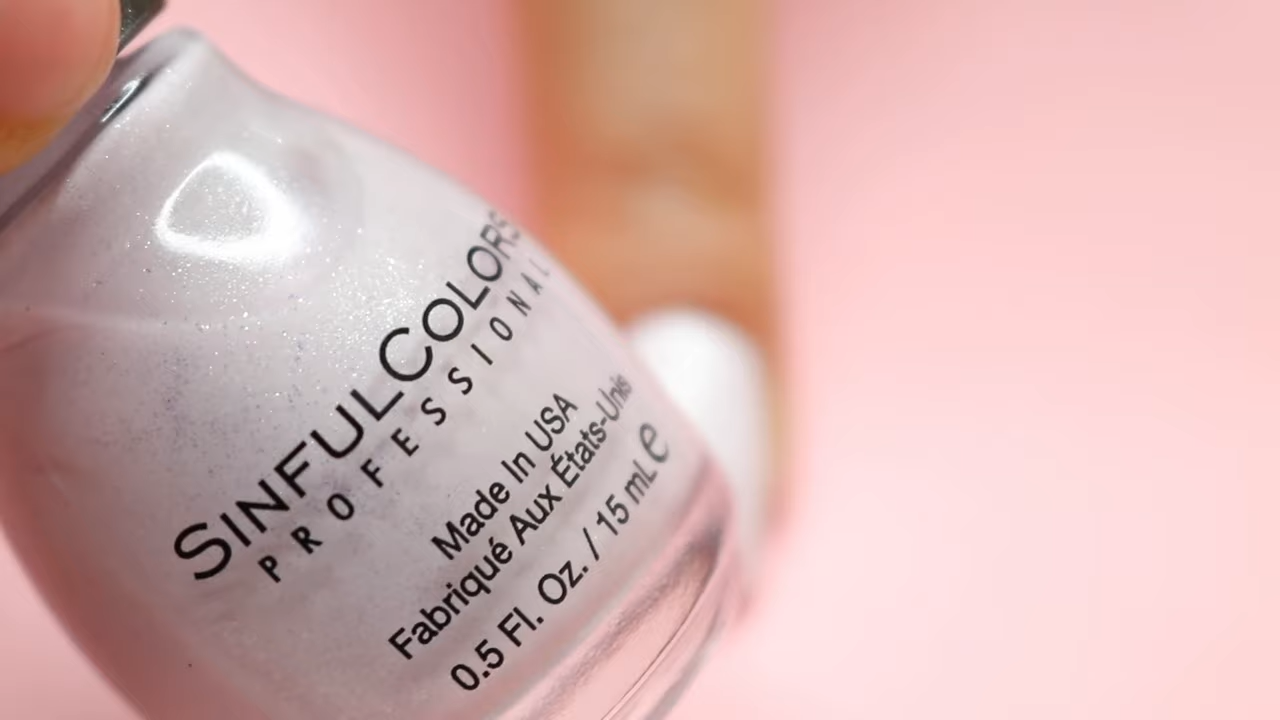 SINFULCOLORS
PROFESSIONAL
Made In USA
Fabriqué Aux États-Unis
0.5 Fl. Oz. / 15 mL e